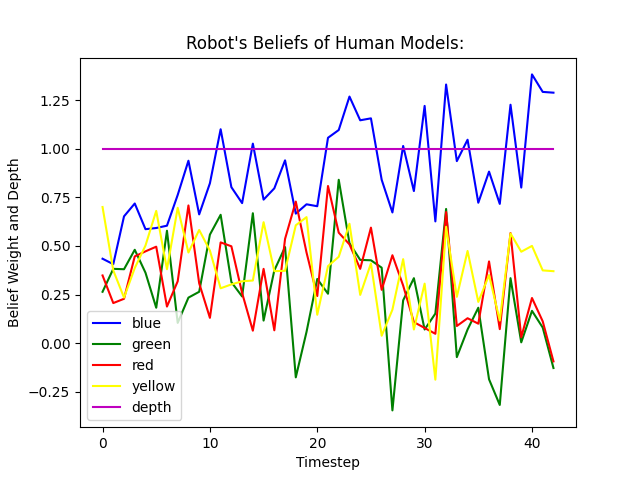 Robot's Beliefs of Human Models:
Belief Weight and Depth
1.25
1.00
0.75
0.50
0.25
0.00
−0.25
blue
green
red
yellow
depth
0 10 20 30 40
Timestep